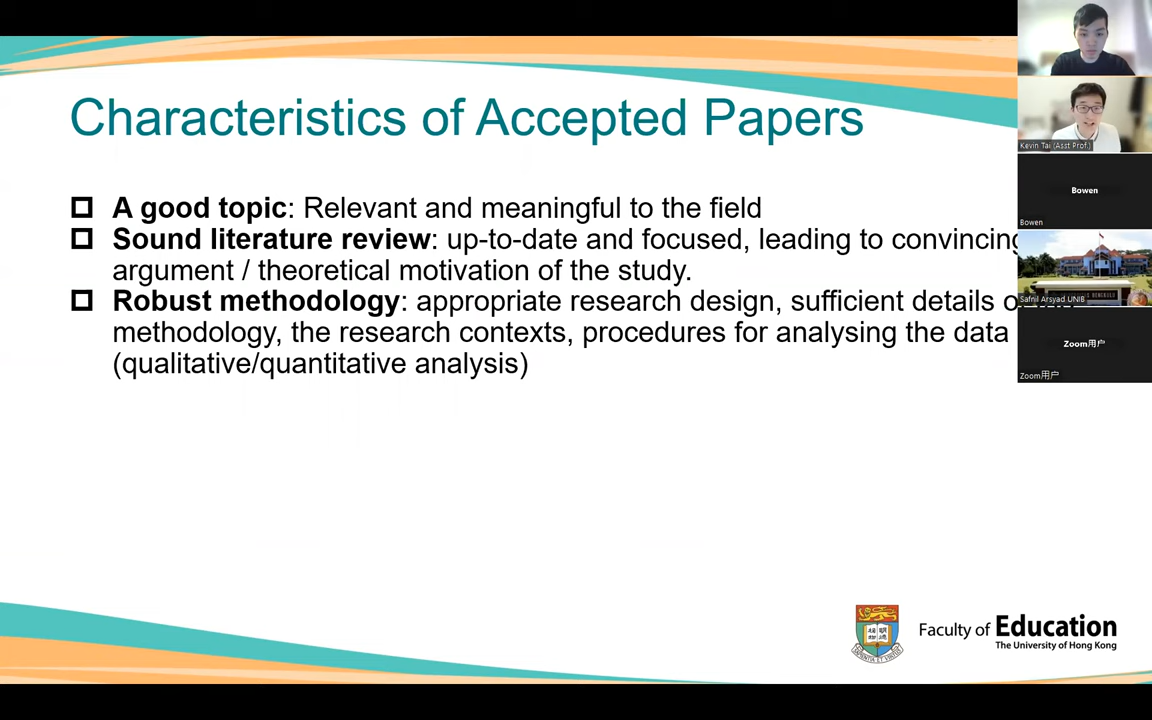 Characteristics of Accepted Papers
A good topic: Relevant and meaningful to the field
Sound literature review: up-to-date and focused, leading to convincing
argument / theoretical motivation of the study.
Robust methodology: appropriate research design, sufficient details
methodology, the research contexts, procedures for analysing the data
(qualitative/quantitative analysis)
Kevin Tai (Asst Prof.)
Bowen
Bowen
Safnil Arsyad UNIB
Zoom用户
Zoom用户
Faculty of Education
The University of Hong Kong